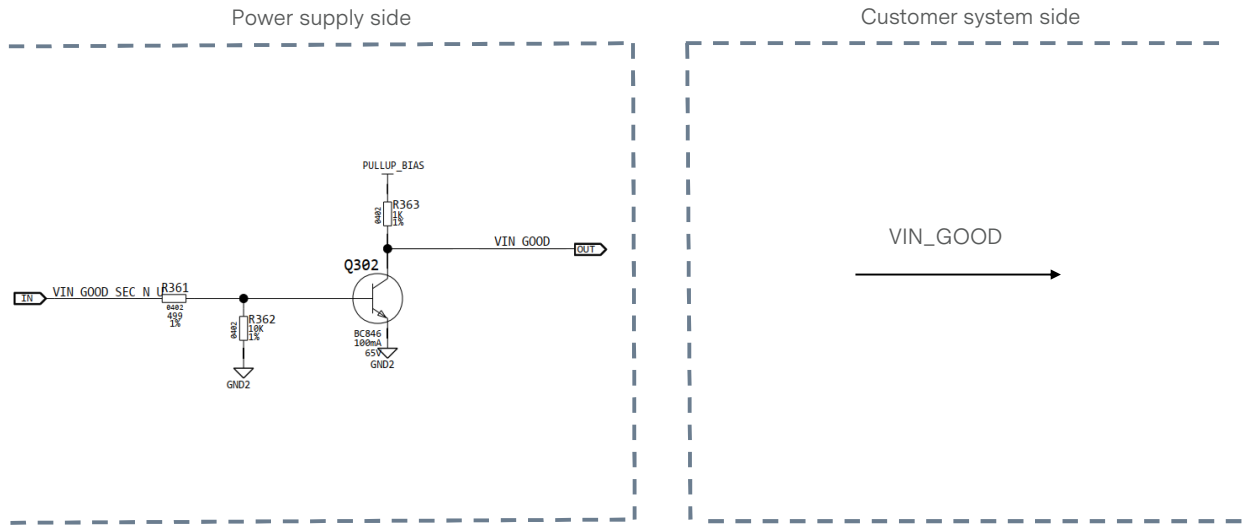 Power supply side
Customer system side
PULLUP_BIAS
0402
R363
1K
1%
VIN GOOD
OUT
VIN_GOOD
Q302
IN
VIN GOOD SEC N U
R361
0402
499
1%
0402
R362
10K
1%
BC846
100mA
65V
GND2
GND2